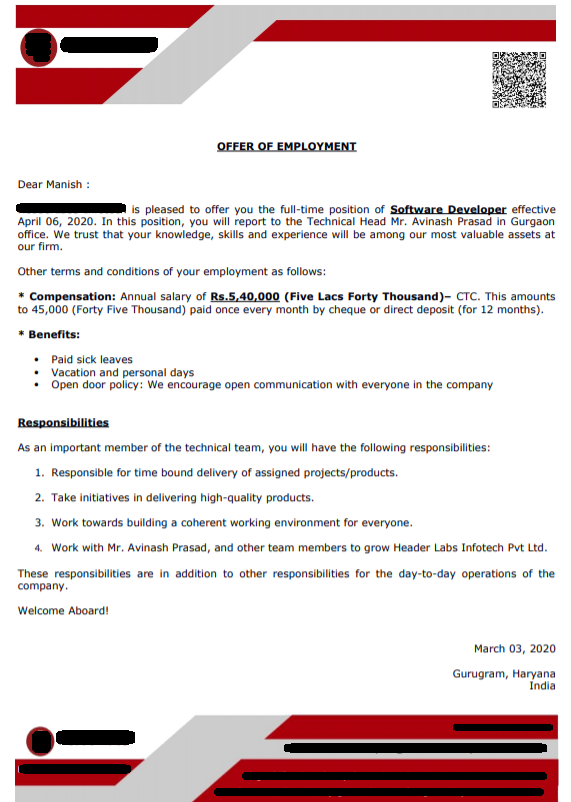 OFFER OF EMPLOYMENT
Dear Manish :
is pleased to offer you the full-time position of Software Developer effective
April 06, 2020. In this position, you will report to the Technical Head Mr. Avinash Prasad in Gurgaon
office. We trust that your knowledge, skills and experience will be among our most valuable assets at
our firm.
Other terms and conditions of your employment as follows:
* Compensation: Annual salary of Rs.5,40,000 (Five Lacs Forty Thousand)– CTC. This amounts
to 45,000 (Forty Five Thousand) paid once every month by cheque or direct deposit (for 12 months).
* Benefits:
• Paid sick leaves
• Vacation and personal days
• Open door policy: We encourage open communication with everyone in the company
Responsibilities
As an important member of the technical team, you will have the following responsibilities:
1. Responsible for time bound delivery of assigned projects/products.
2. Take initiatives in delivering high-quality products.
3. Work towards building a coherent working environment for everyone.
4. Work with Mr. Avinash Prasad, and other team members to grow Header Labs Infotech Pvt Ltd.
These responsibilities are in addition to other responsibilities for the day-to-day operations of the
company.
Welcome Aboard!
March 03, 2020
Gurugram, Haryana
India